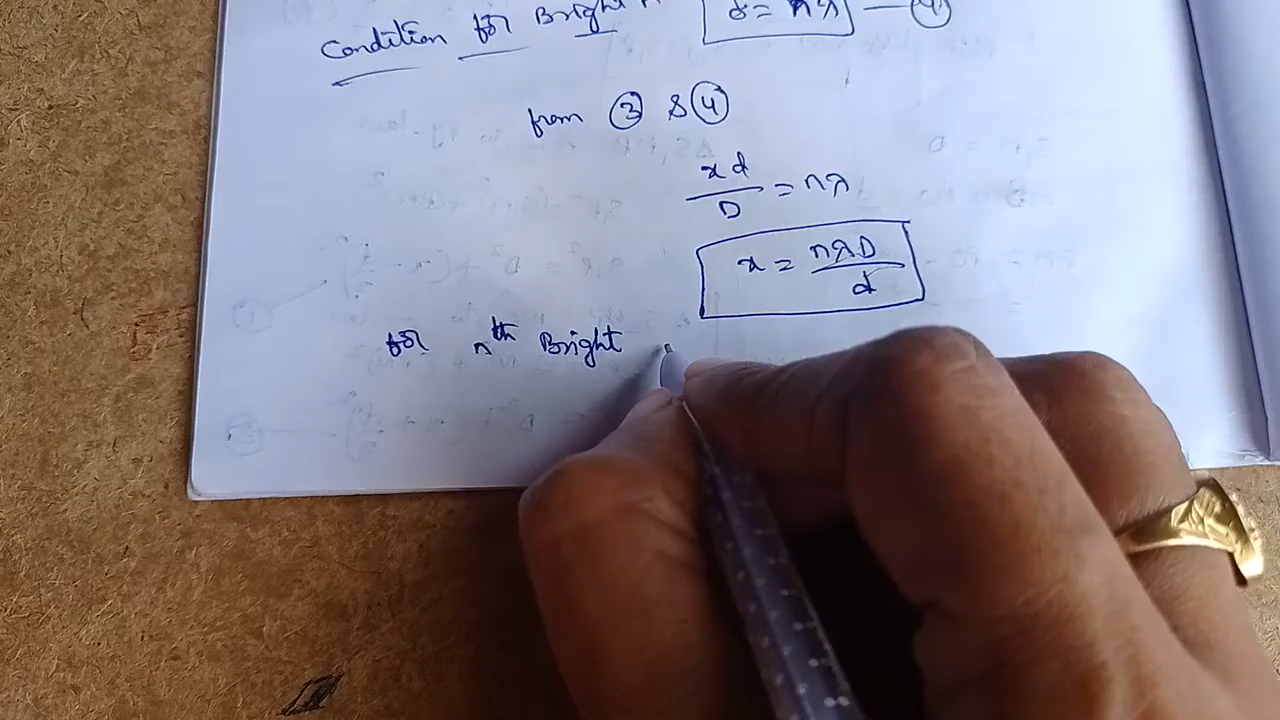 Condition for Bright δ = nλ — ④
from ③ & ④
xd/D = nλ
x = nλD/d
for nth Bright